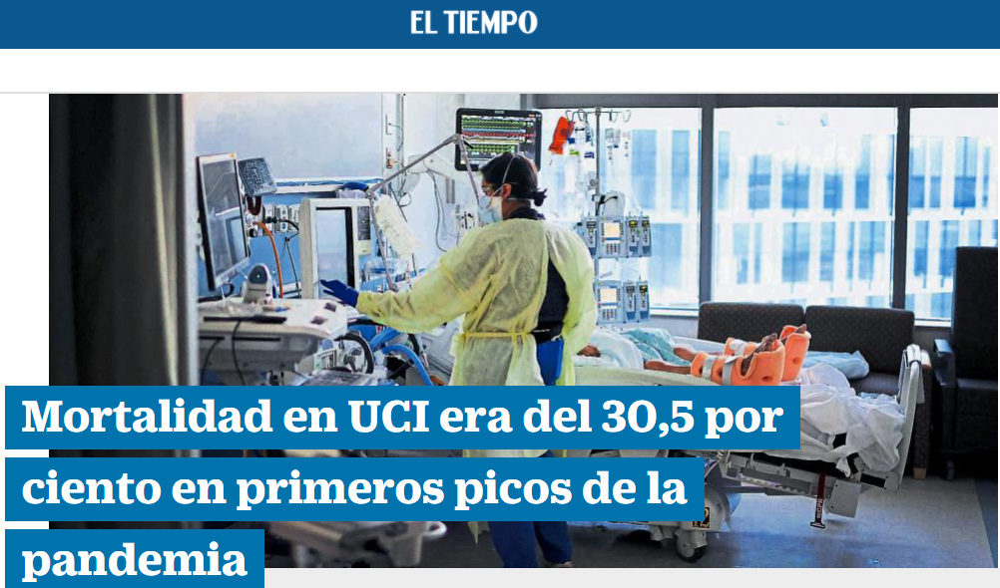 EL TIEMPO
Mortalidad en UCI era del 30,5 por
ciento en primeros picos de la
pandemia